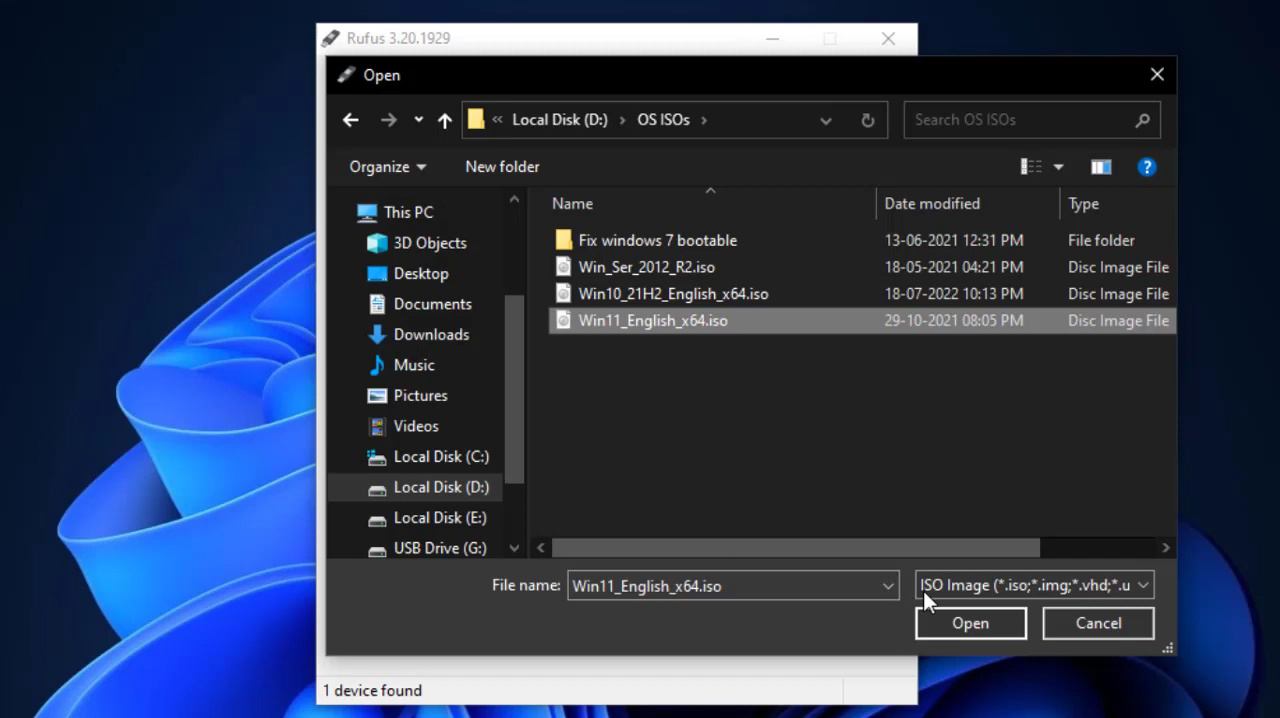 Rufus 3.20.1929
Open
« Local Disk (D:) › OS ISOs ›
Search OS ISOs
Organize
New folder
?
Name
Date modified
Type
This PC
3D Objects
Desktop
Documents
Downloads
Music
Pictures
Videos
Local Disk (C:)
Local Disk (D:)
Local Disk (E:)
USB Drive (G:)
Fix windows 7 bootable 13-06-2021 12:31 PM File folder
Win_Ser_2012_R2.iso 18-05-2021 04:21 PM Disc Image File
Win10_21H2_English_x64.iso 18-07-2022 10:13 PM Disc Image File
Win11_English_x64.iso 29-10-2021 08:05 PM Disc Image File
File name: Win11_English_x64.iso
ISO Image (*.iso;*.img;*.vhd;*.u
Open
Cancel
1 device found